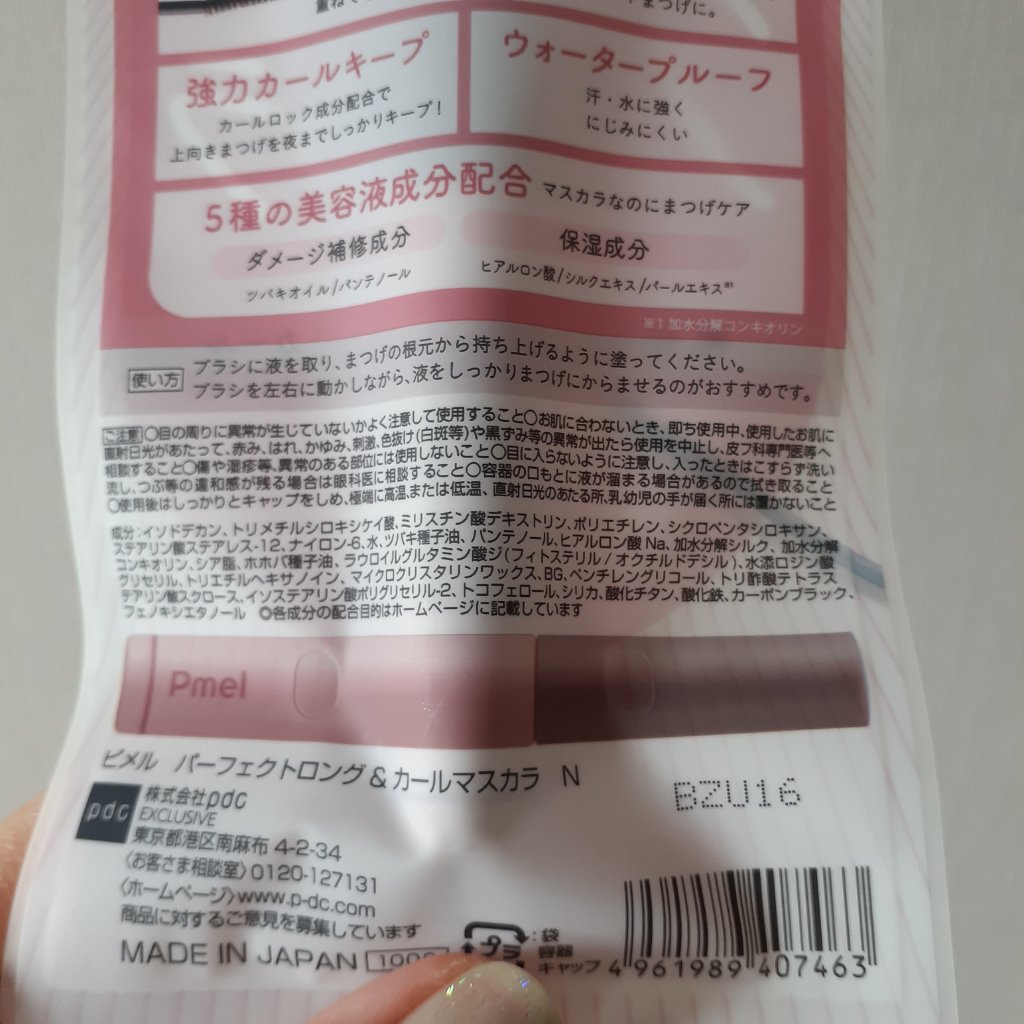 まつげに。
強力カールキープ
カールロック成分配合で
上向きまつげを夜までしっかりキープ！
ウォータープルーフ
汗・水に強く
にじみにくい
5種の美容液成分配合 マスカラなのにまつげケア
ダメージ補修成分
ツバキオイル/パンテノール
保湿成分
ヒアルロン酸/シルクエキス/パールエキス※1
※1 加水分解コンキオリン
使い方
ブラシに液を取り、まつげの根元から持ち上げるように塗ってください。
ブラシを左右に動かしながら、液をしっかりまつげにからませるのがおすすめです。
ご注意 〇目の周りに異常が生じていないかよく注意して使用すること〇お肌に合わないとき、即ち使用中、使用したお肌に
直射日光があたって、赤み、はれ、かゆみ、刺激、色抜け(白斑等)や黒ずみ等の異常が出たら使用を中止し、皮フ科専門医等へ
相談すること〇傷や湿疹等、異常のある部位には使用しないこと〇目に入らないように注意し、入ったときはこすらず洗い
流し、つぶ等の違和感が残る場合は眼科医に相談すること〇容器の口もとに液が溜まる場合があるので拭き取ること
〇使用後はしっかりとキャップをしめ、極端に高温または低温、直射日光のあたる所、乳幼児の手が届く所には置かないこと
成分:イソドデカン、トリメチルシロキシケイ酸、ミリスチン酸デキストリン、ポリエチレン、シクロペンタシロキサン、
ステアリン酸ステアレス-12、ナイロン-6、水、ツバキ種子油、パンテノール、ヒアルロン酸Na、加水分解シルク、加水分解
コンキオリン、シア脂、ホホバ種子油、ラウロイルグルタミン酸ジ(フィトステリル/オクチルドデシル)、水添ロジン酸
グリセリル、トリエチルヘキサノイン、マイクロクリスタリンワックス、BG、ペンチレングリコール、トリ酢酸テトラス
テアリン酸スクロース、イソステアリン酸ポリグリセリル-2、トコフェロール、シリカ、酸化チタン、酸化鉄、カーボンブラック、
フェノキシエタノール ◎各成分の配合目的はホームページに記載しています
Pmel
ピメル パーフェクトロング＆カールマスカラ N
BZU16
pdc
株式会社pdc
EXCLUSIVE
東京都港区南麻布 4-2-34
〈お客さま相談室〉0120-127131
〈ホームページ〉www.p-dc.com
商品に対するご意見を募集しています
MADE IN JAPAN
プラ
:袋
容器
キャップ
4 961989 407463